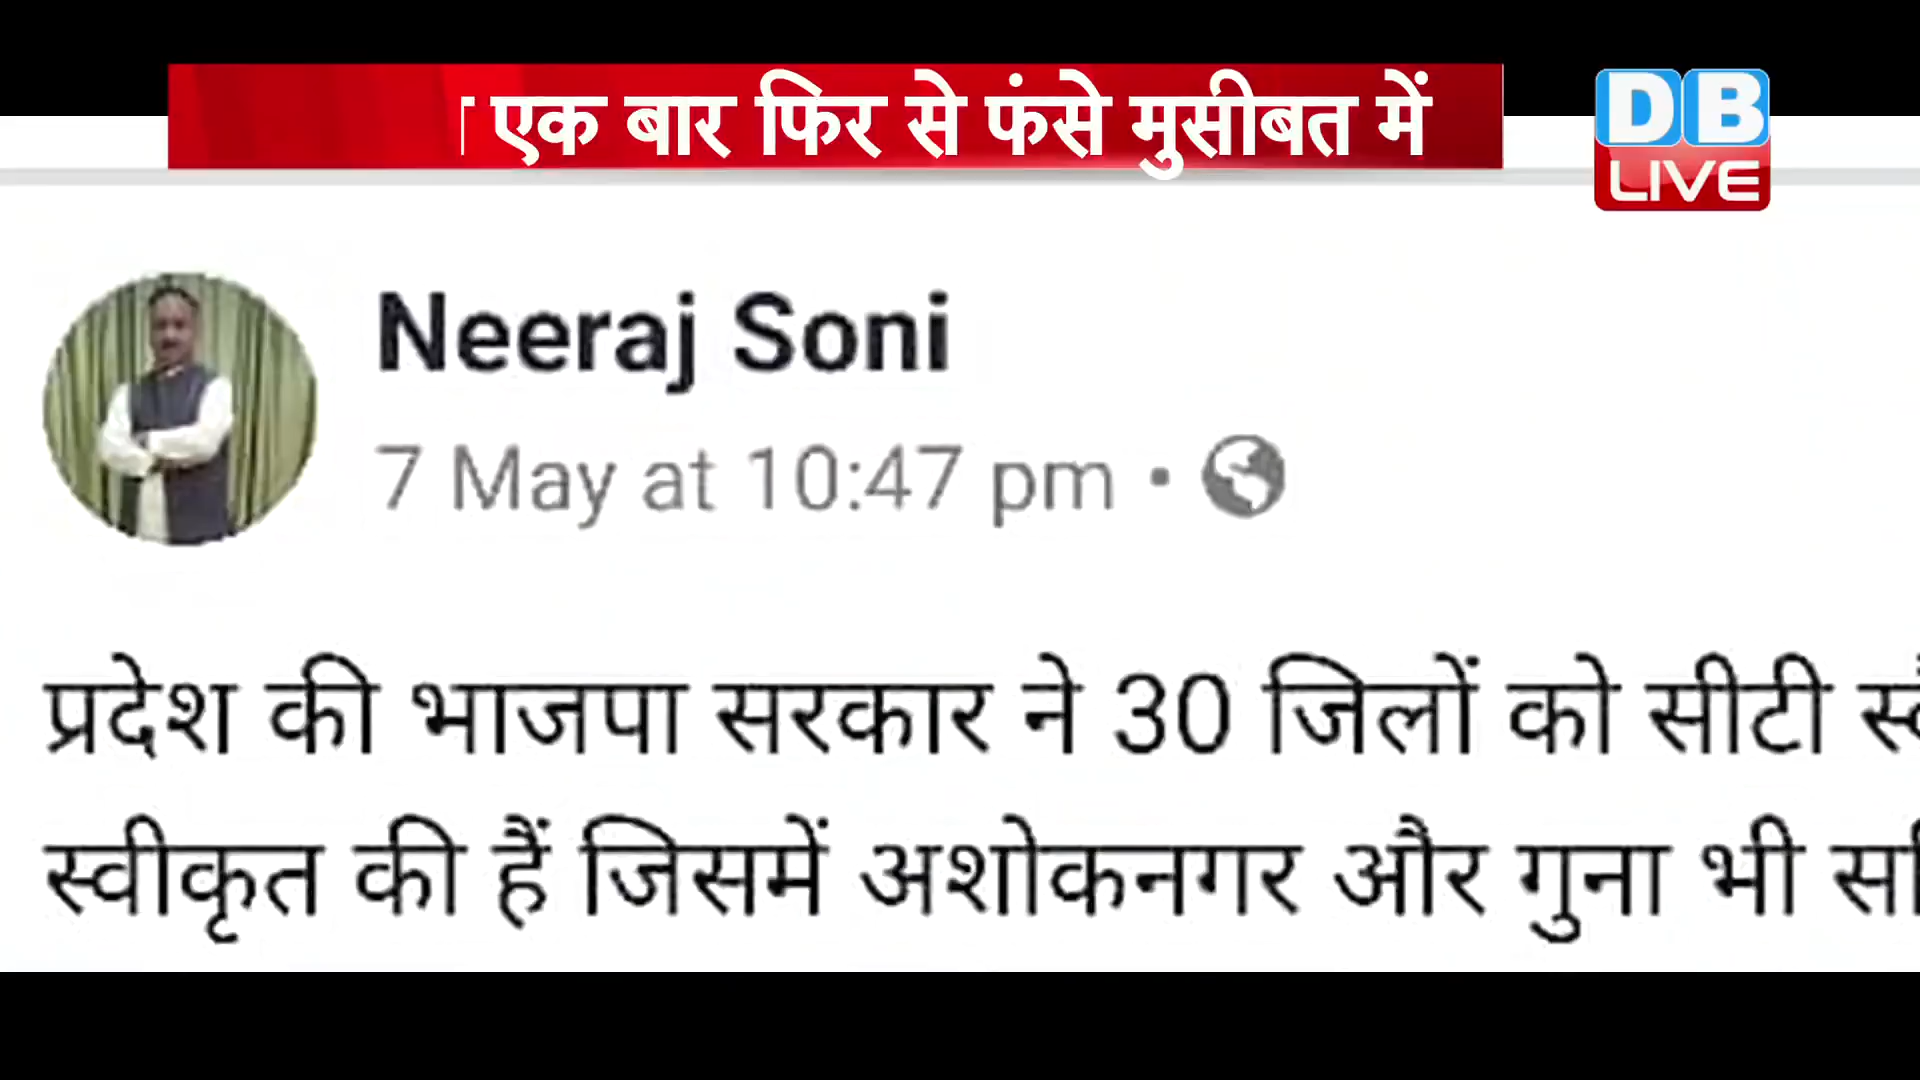 एक बार फिर से फंसे मुसीबत में
DB
LIVE
Neeraj Soni
7 May at 10:47 pm •
प्रदेश की भाजपा सरकार ने 30 जिलों को सीटी
स्वीकृत की हैं जिसमें अशोकनगर और गुना भी